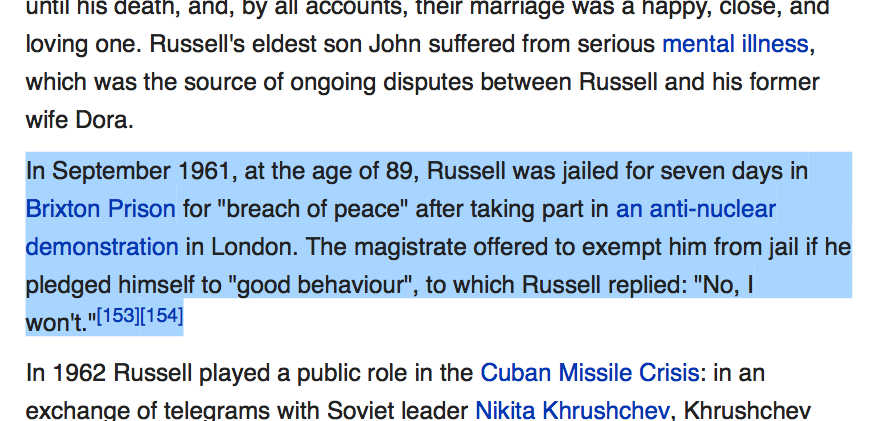 until his death, and, by all accounts, their marriage was a happy, close, and
loving one. Russell's eldest son John suffered from serious mental illness,
which was the source of ongoing disputes between Russell and his former
wife Dora.
In September 1961, at the age of 89, Russell was jailed for seven days in
Brixton Prison for "breach of peace" after taking part in an anti-nuclear
demonstration in London. The magistrate offered to exempt him from jail if he
pledged himself to "good behaviour", to which Russell replied: "No, I
won't."[153][154]
In 1962 Russell played a public role in the Cuban Missile Crisis: in an
exchange of telegrams with Soviet leader Nikita Khrushchev, Khrushchev